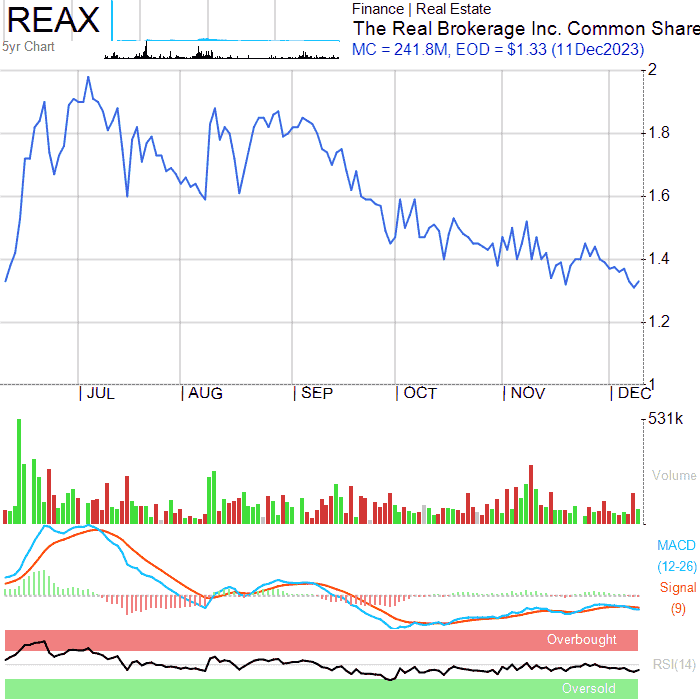 REAX
5yr Chart
Finance | Real Estate
The Real Brokerage Inc. Common Share
MC = 241.8M, EOD = $1.33 (11Dec2023)
2
1.8
1.6
1.4
1.2
1
| JUL | AUG | SEP | OCT | NOV | DEC
531k
Volume
MACD
(12-26)
Signal
(9)
Overbought
RSI(14)
Oversold